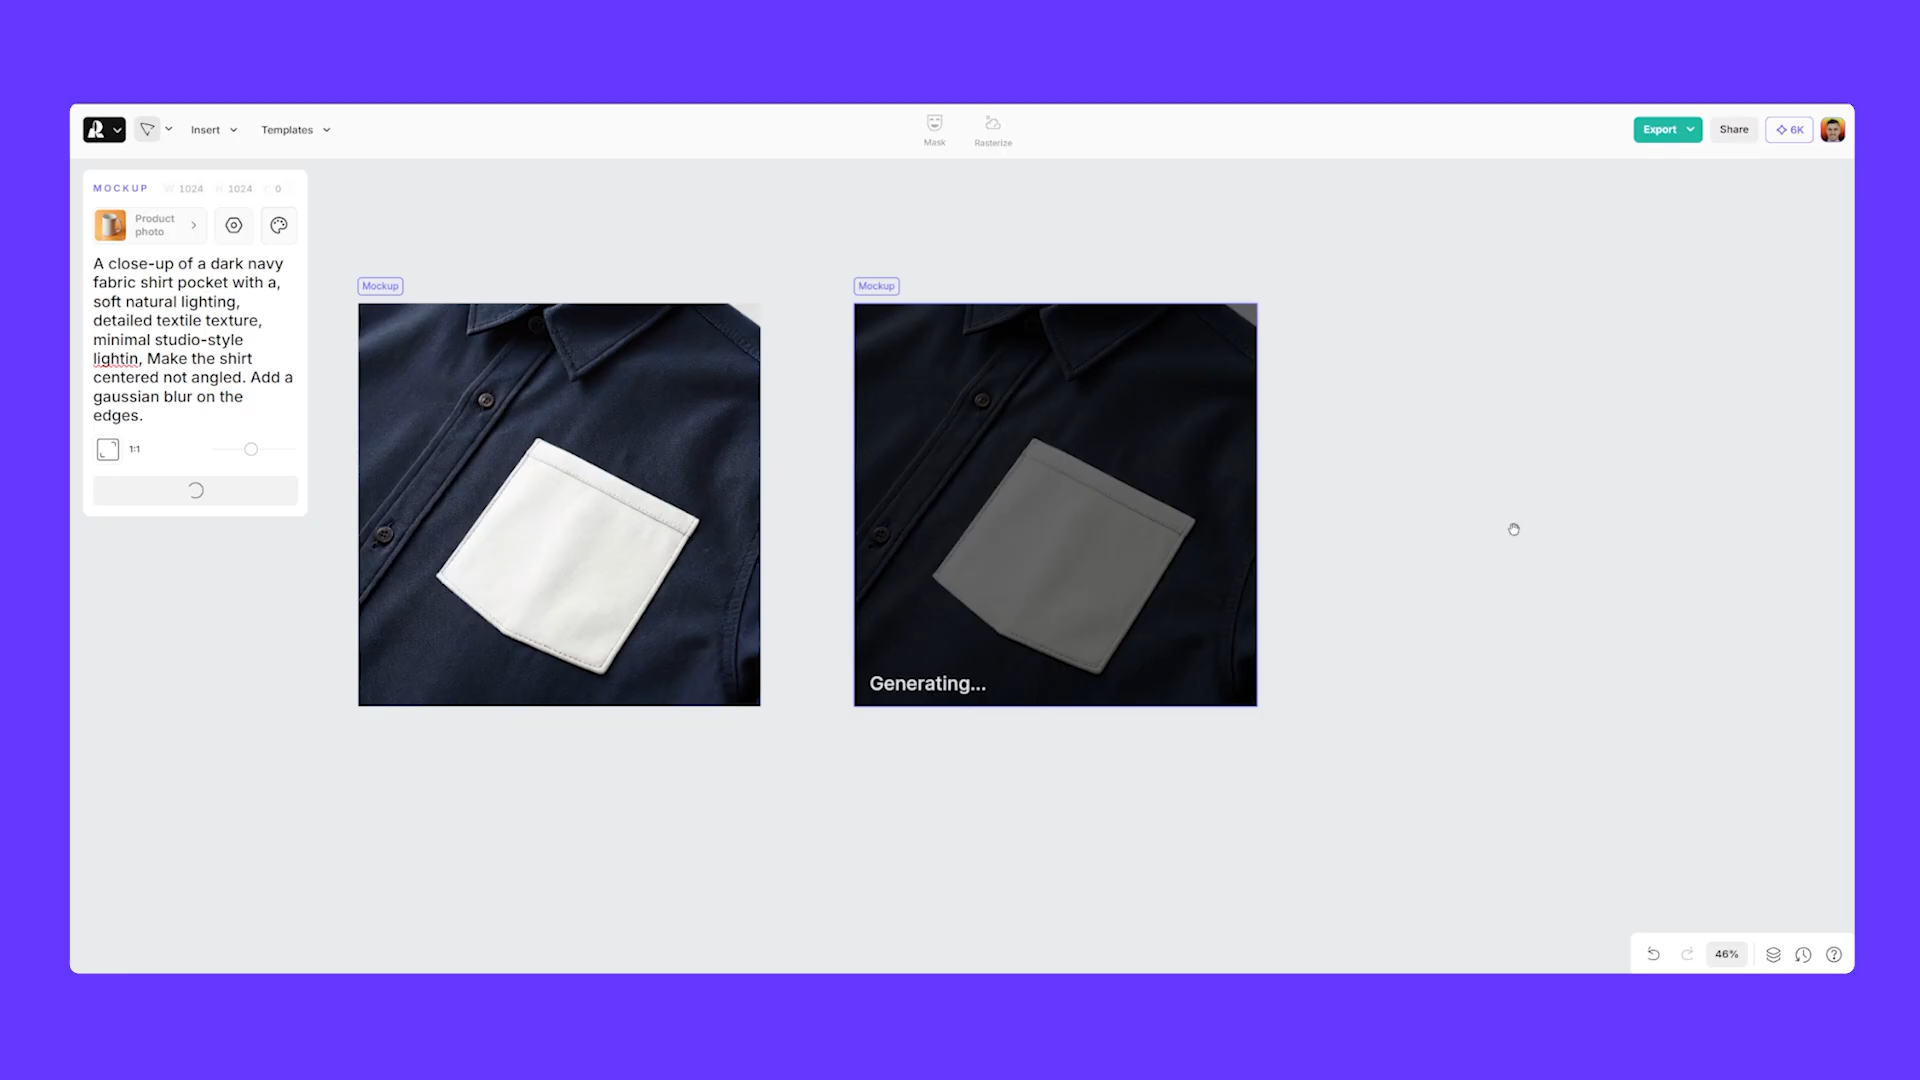 Insert
Templates
Mask
Rasterize
Export
Share
6K
MOCKUP W 1024 H 1024 0
Product
photo
A close-up of a dark navy
fabric shirt pocket with a,
soft natural lighting,
detailed textile texture,
minimal studio-style
lightin, Make the shirt
centered not angled. Add a
gaussian blur on the
edges.
1:1
Mockup
Mockup
Generating...
46%